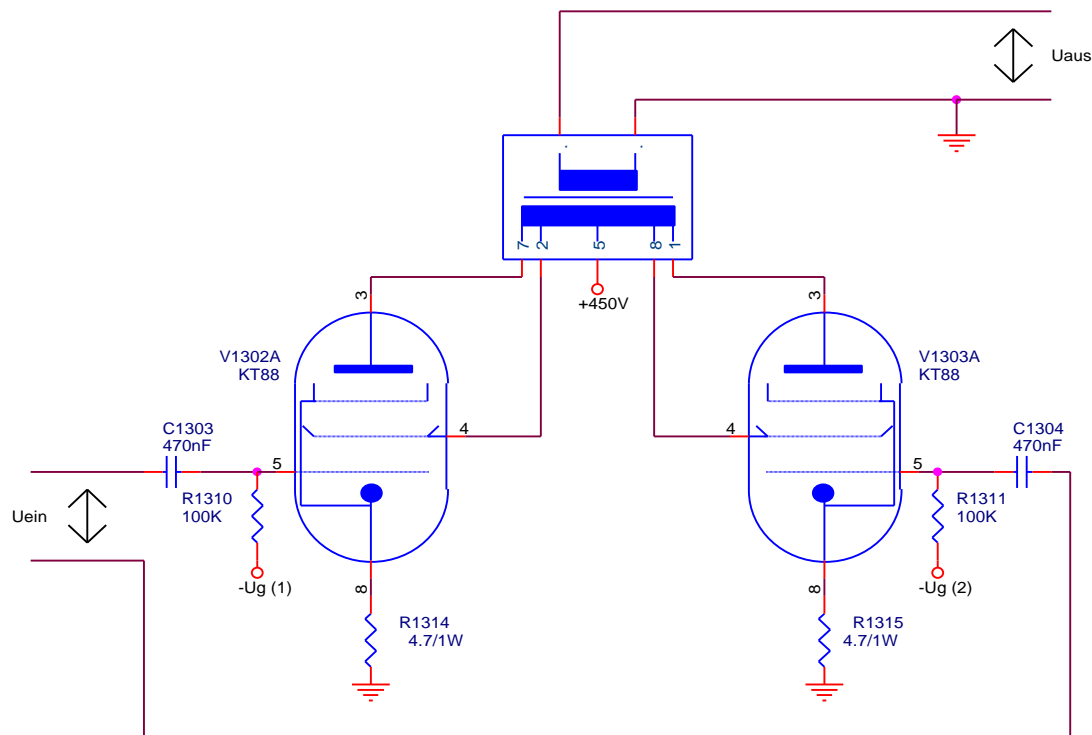 Uaus
7
2
5
8
1
+450V
3
3
V1302A
KT88
V1303A
KT88
C1303
470nF
4
4
C1304
470nF
5
5
R1310
100K
R1311
100K
Uein
-Ug (1)
-Ug (2)
8
8
R1314
4.7/1W
R1315
4.7/1W